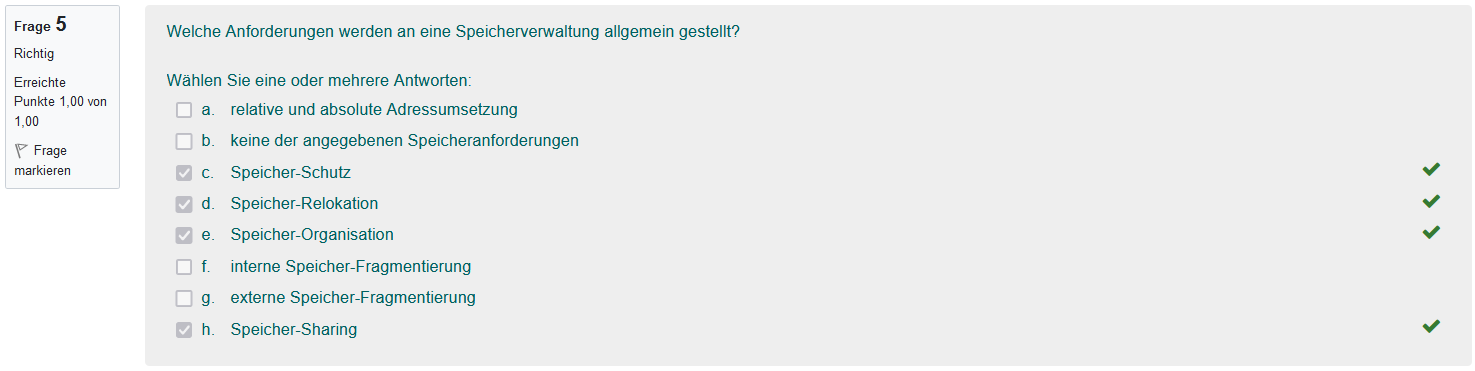 Frage 5
Richtig
Erreichte
Punkte 1,00 von
1,00
Frage
markieren
Welche Anforderungen werden an eine Speicherverwaltung allgemein gestellt?
Wählen Sie eine oder mehrere Antworten:
a. relative und absolute Adressumsetzung
b. keine der angegebenen Speicheranforderungen
c. Speicher-Schutz
d. Speicher-Relokation
e. Speicher-Organisation
f. interne Speicher-Fragmentierung
g. externe Speicher-Fragmentierung
h. Speicher-Sharing